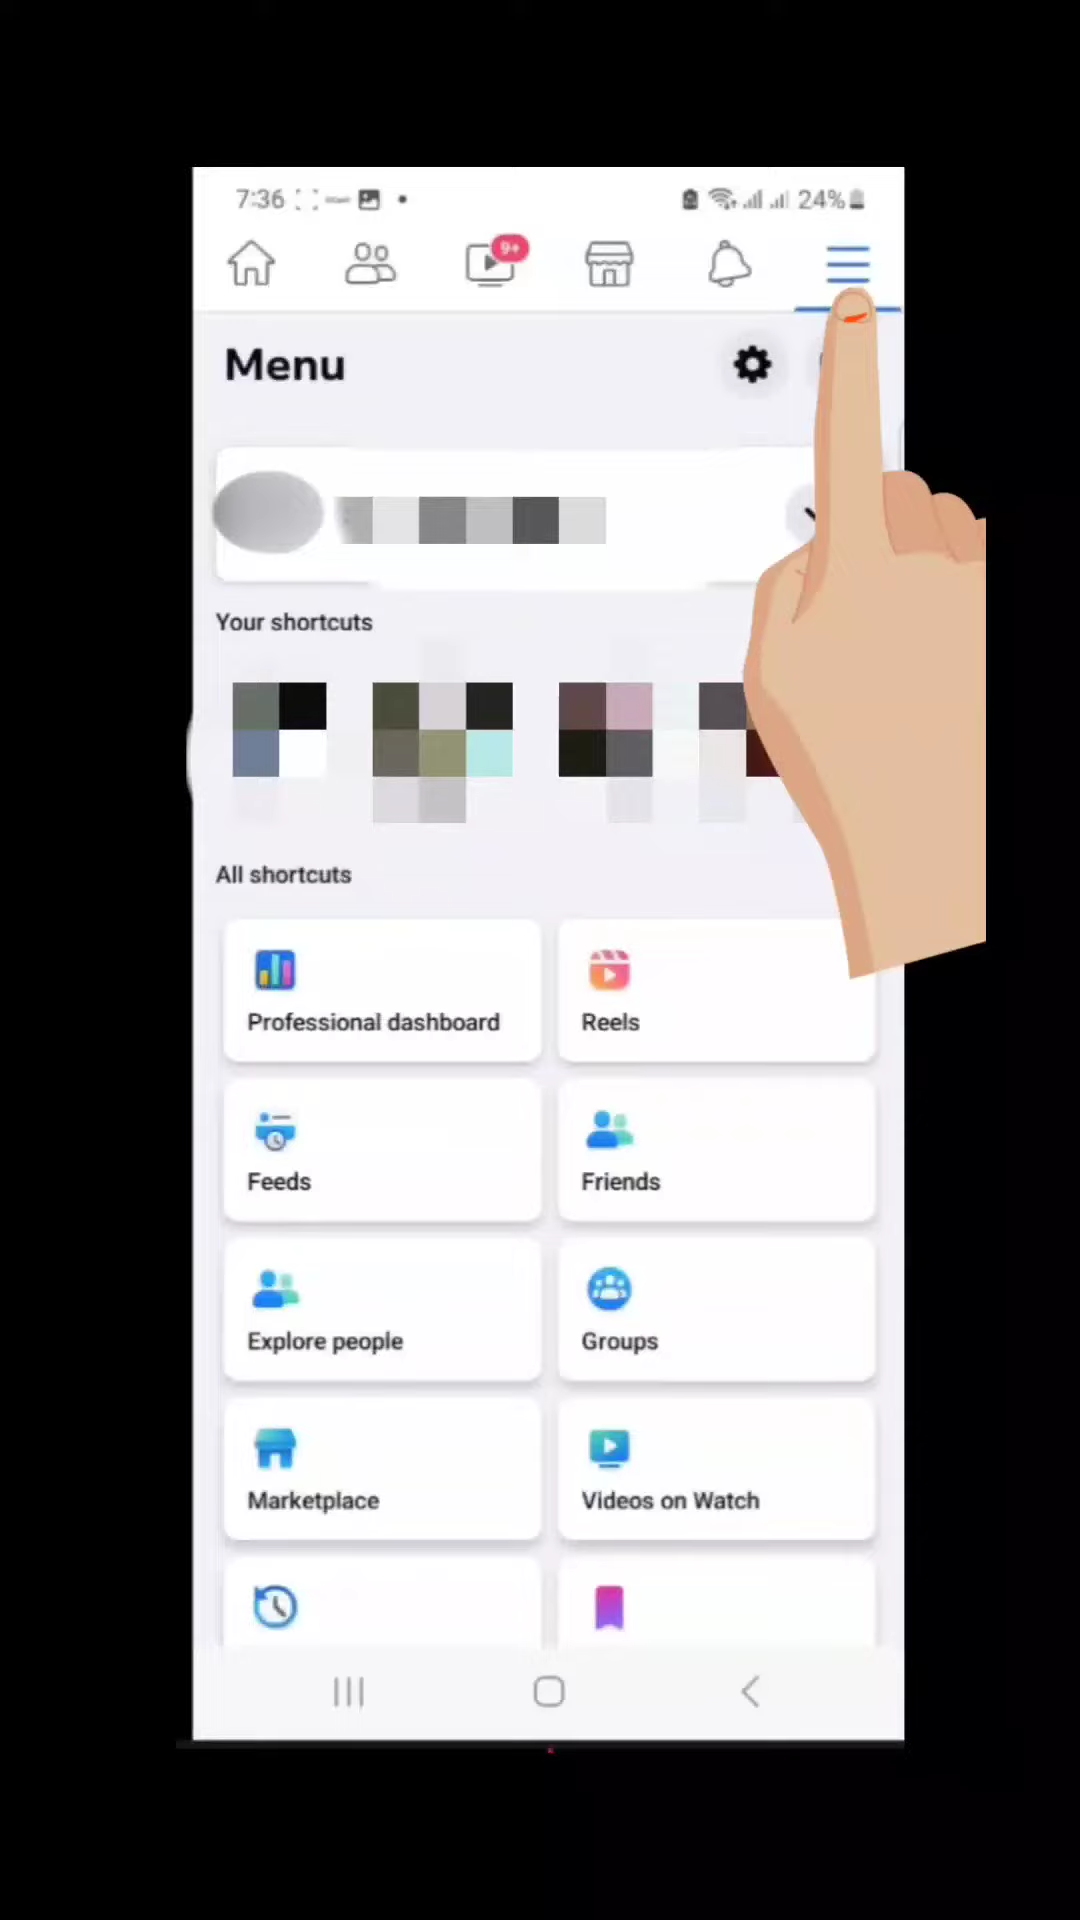 7:36 24%
9+
Menu
Your shortcuts
All shortcuts
Professional dashboard Reels
Feeds Friends
Explore people Groups
Marketplace Videos on Watch